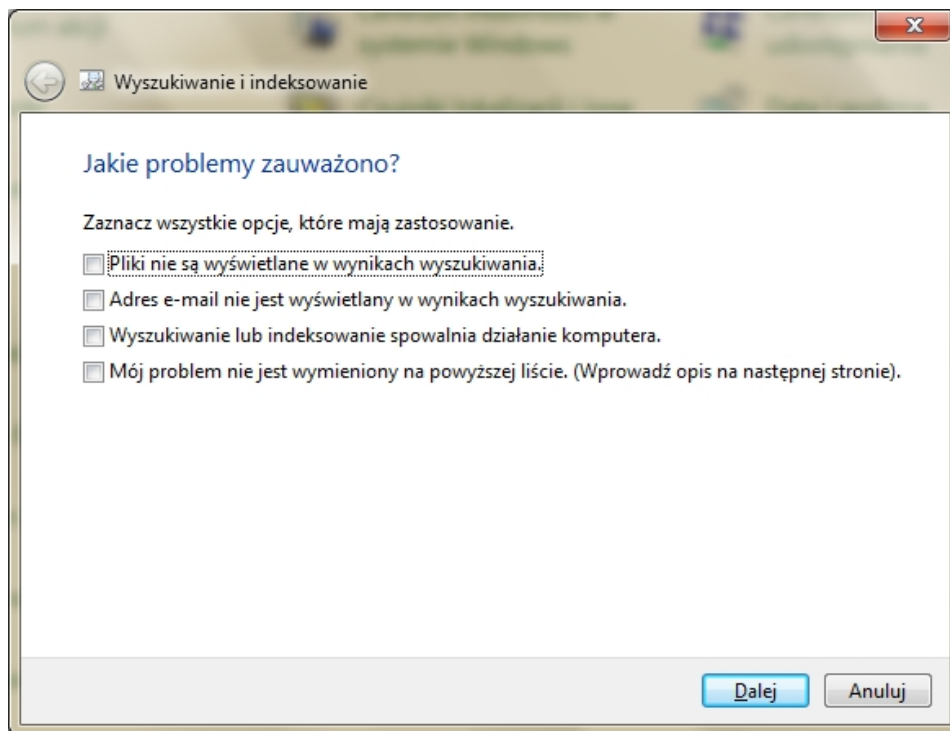 systemie Windows
Wyszukiwanie i indeksowanie
Jakie problemy zauważono?
Zaznacz wszystkie opcje, które mają zastosowanie.
Pliki nie są wyświetlane w wynikach wyszukiwania.
Adres e-mail nie jest wyświetlany w wynikach wyszukiwania.
Wyszukiwanie lub indeksowanie spowalnia działanie komputera.
Mój problem nie jest wymieniony na powyższej liście. (Wprowadź opis na następnej stronie).
Dalej
Anuluj